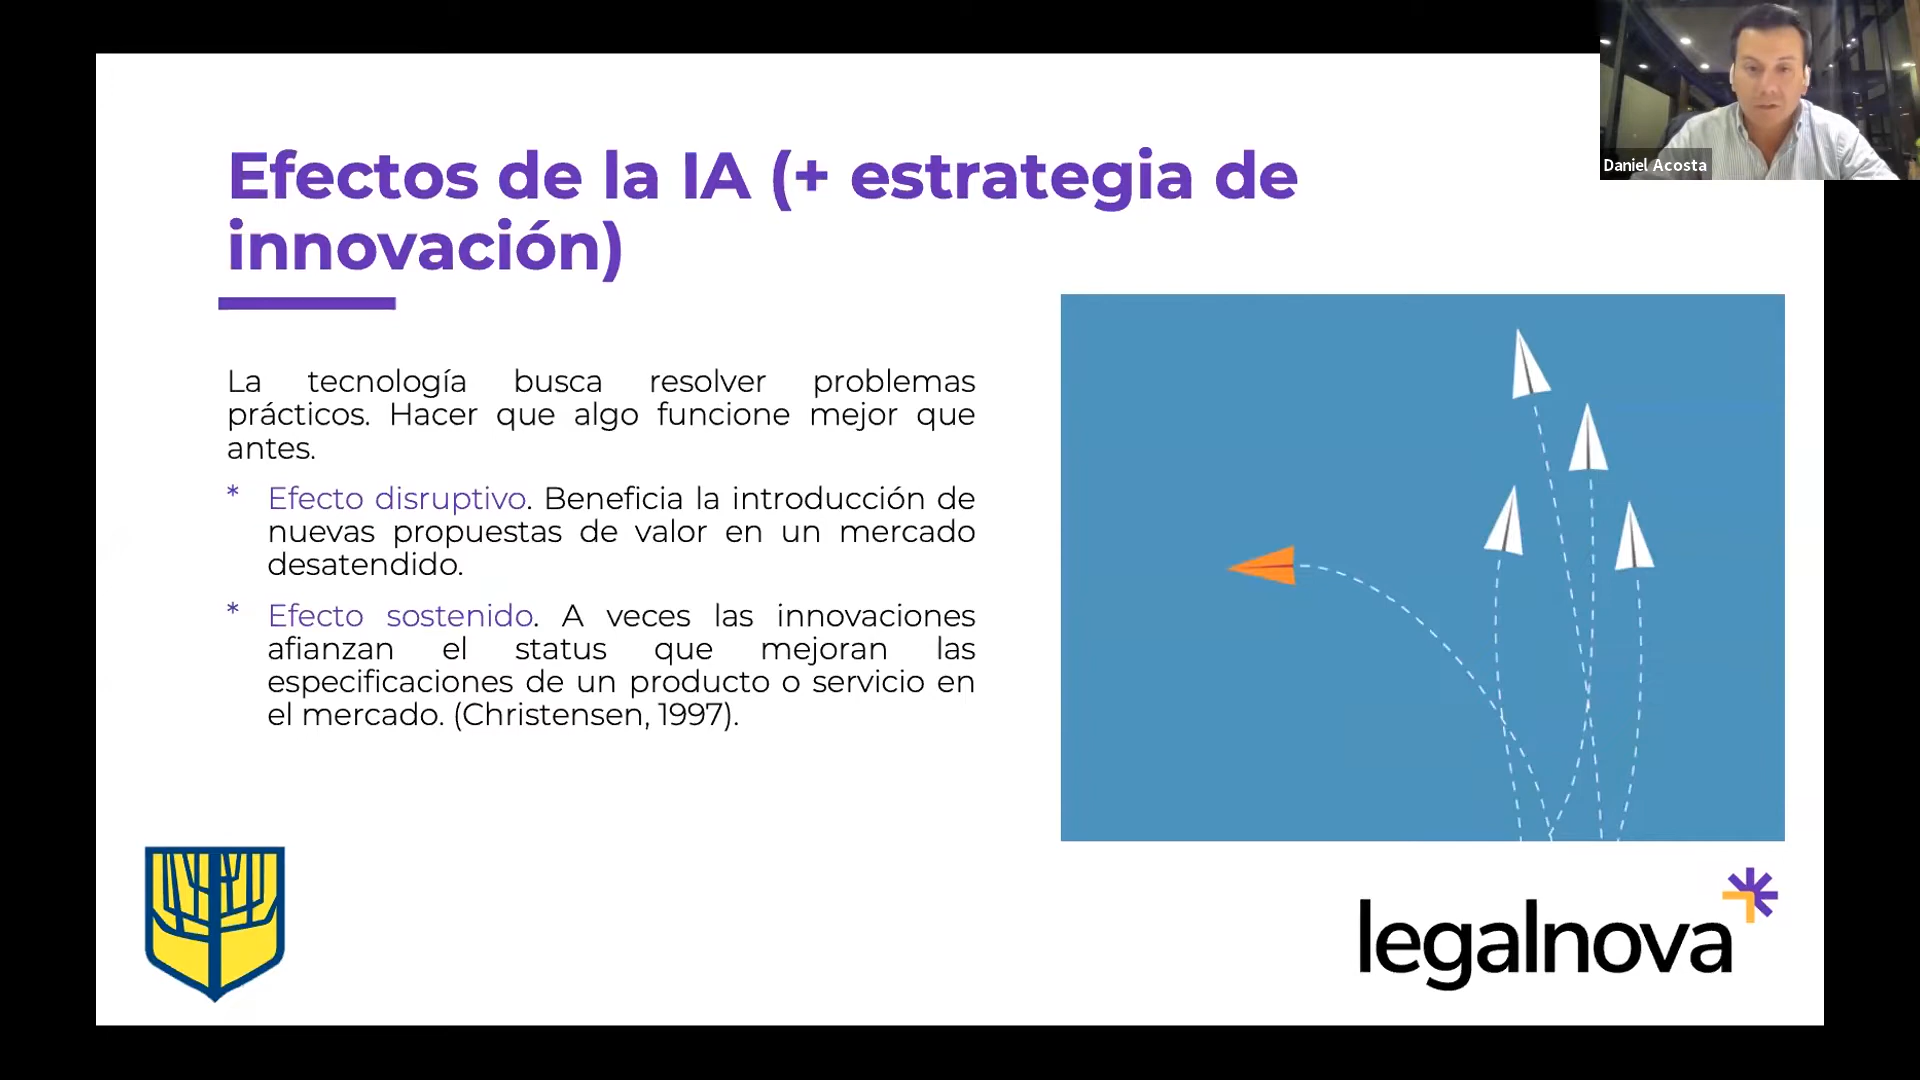 Efectos de la IA (+ estrategia de
innovación)
La tecnología busca resolver problemas
prácticos. Hacer que algo funcione mejor que
antes.
* Efecto disruptivo. Beneficia la introducción de
nuevas propuestas de valor en un mercado
desatendido.
* Efecto sostenido. A veces las innovaciones
afianzan el status que mejoran las
especificaciones de un producto o servicio en
el mercado. (Christensen, 1997).
legalnova
Daniel Acosta